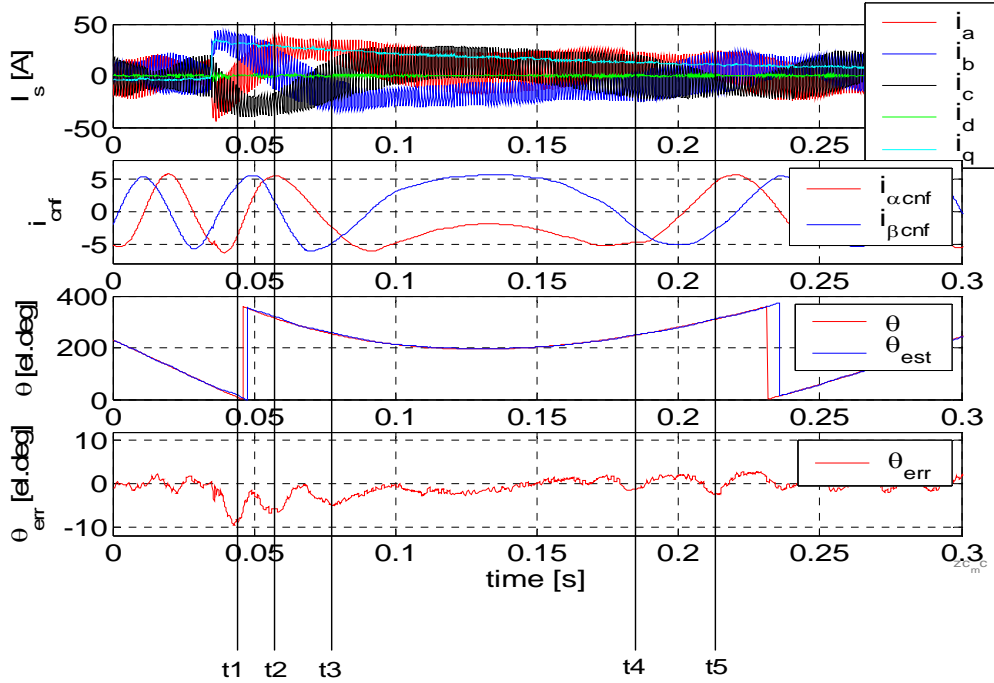 I_s [A]
50
0
-50
0 0.05 0.1 0.15 0.2 0.25
i_a
i_b
i_c
i_d
i_q
i_cnf
5
0
-5
0 0.05 0.1 0.15 0.2 0.25 0.3
i_αcnf
i_βcnf
θ [el.deg]
400
200
0
0 0.05 0.1 0.15 0.2 0.25 0.3
θ
θ_est
θ_err [el.deg]
10
0
-10
0 0.05 0.1 0.15 0.2 0.25 0.3
θ_err
time [s]
zc_m c
t1 t2 t3 t4 t5